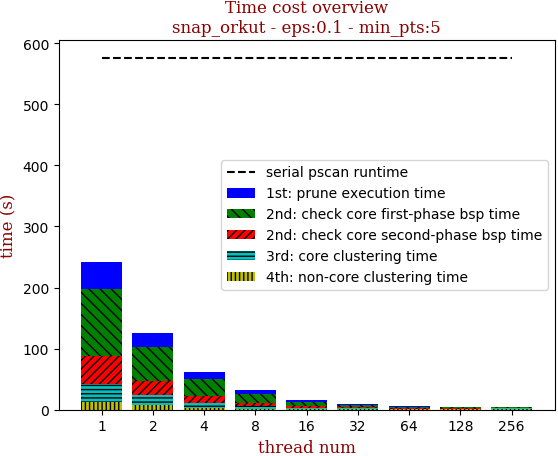 Time cost overview
snap_orkut - eps:0.1 - min_pts:5
600
500
400
300
200
100
0
time (s)
serial pscan runtime
1st: prune execution time
2nd: check core first-phase bsp time
2nd: check core second-phase bsp time
3rd: core clustering time
4th: non-core clustering time
1 2 4 8 16 32 64 128 256
thread num